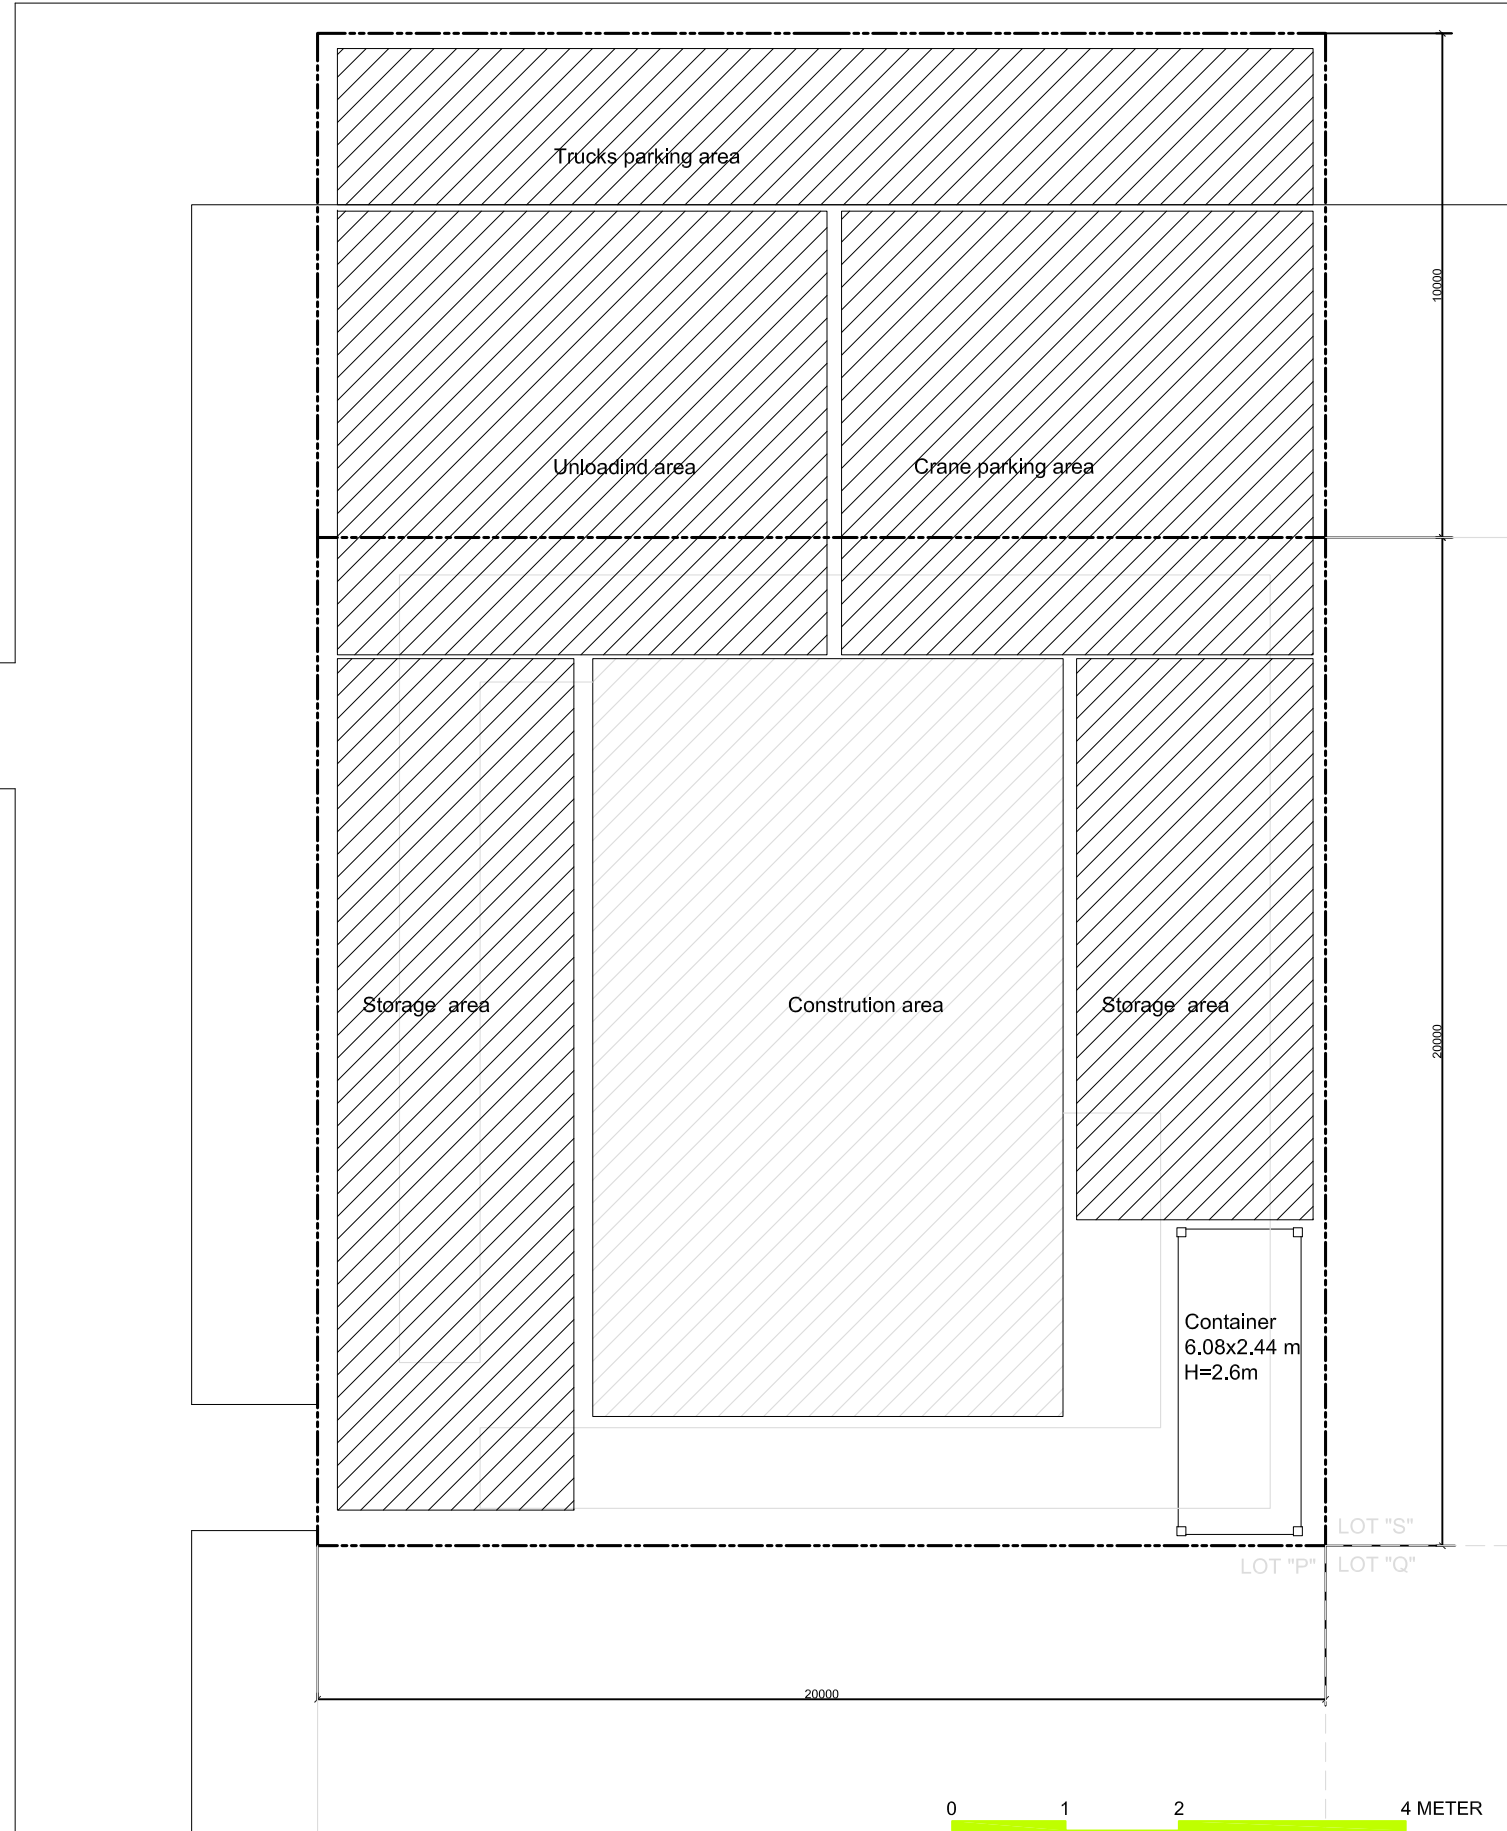 Trucks parking area
10000
Unloadind area
Crane parking area
Storage area
Constrution area
Storage area
20000
Container
6.08x2.44 m
H=2.6m
LOT "S"
LOT "P"
LOT "Q"
20000
0 1 2 4 METER